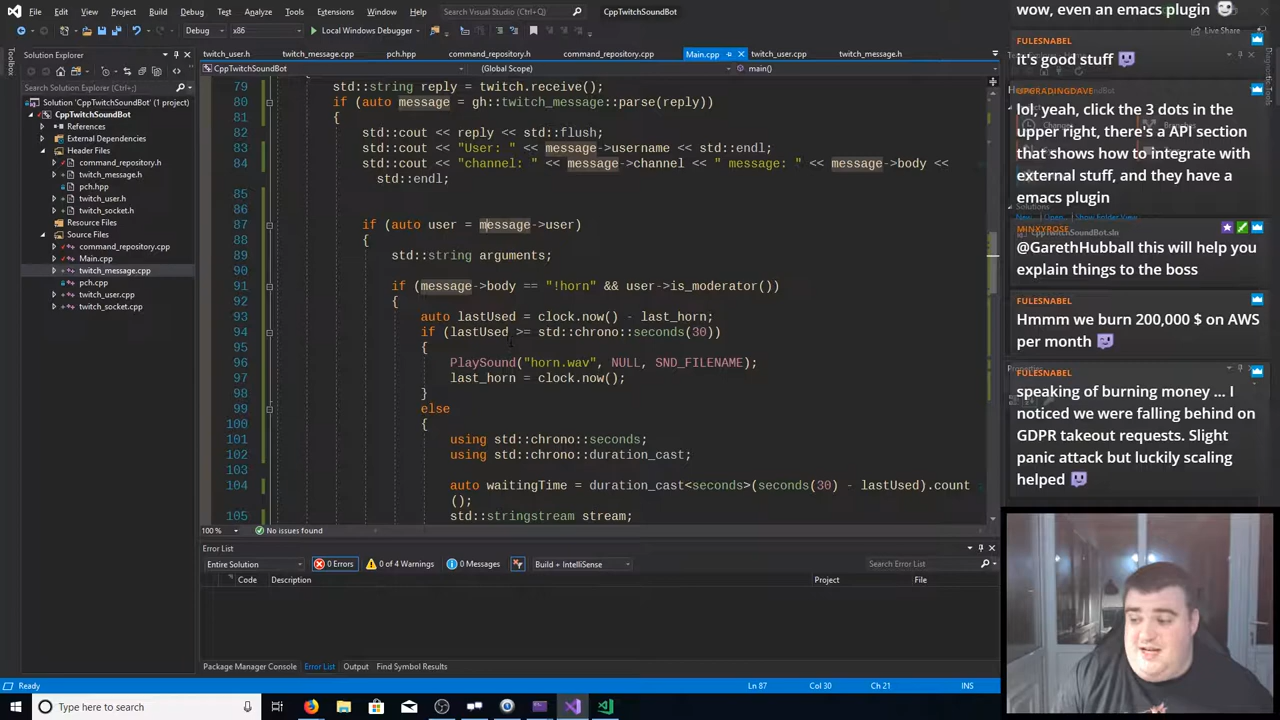 File Edit View Project Build Debug Test Analyze Tools Extensions Window Help Search Visual Studio (Ctrl+Q) CppTwitchSoundBot
Debug x86 Local Windows Debugger Live Share
Toolbox
Solution Explorer
Search Solution Explorer (Ctrl+;)
Solution 'CppTwitchSoundBot' (1 project)
CppTwitchSoundBot
References
External Dependencies
Header Files
command_repository.h
message.h
pch.hpp
twitch_user.h
twitch_socket.h
Resource Files
Source Files
command_repository.cpp
Main.cpp
twitch_message.cpp
pch.cpp
twitch_user.cpp
twitch_socket.cpp
twitch_user.h twitch_message.cpp pch.hpp command_repository.h command_repository.cpp Main.cpp twitch_user.cpp twitch_message.h
CppTwitchSoundBot (Global Scope) main()
79 std::string reply = twitch.receive();
80 if (auto message = gh::twitch_message::parse(reply))
81 {
82 std::cout << reply << std::flush;
83 std::cout << "User: " << message->username << std::endl;
84 std::cout << "channel: " << message->channel << " message: " << message->body <<
std::endl;
85
86
87 if (auto user = message->user)
88 {
89 std::string arguments;
90
91 if (message->body == "!horn" && user->is_moderator())
92 {
93 auto lastUsed = clock.now() - last_horn;
94 if (lastUsed >= std::chrono::seconds(30))
95 {
96 PlaySound("horn.wav", NULL, SND_FILENAME);
97 last_horn = clock.now();
98 }
99 else
100 {
101 using std::chrono::seconds;
102 using std::chrono::duration_cast;
103
104 auto waitingTime = duration_cast<seconds>(seconds(30) - lastUsed).count
();
105 std::stringstream stream;
100 % No issues found
Error List
Entire Solution 0 Errors 0 of 4 Warnings 0 Messages Build + IntelliSense Search Error List
Code Description Project File
Package Manager Console Error List Output Find Symbol Results
Ready Ln 87 Col 30 Ch 21 INS
Type here to search
wow, even an emacs plugin
FULESNABEL
it's good stuff
UPGRADINGDAVE
lol, yeah, click the 3 dots in the
upper right, there's a API section
that shows how to integrate with
external stuff, and they have a
emacs plugin
MINXYROSE
@GarethHubball this will help you
explain things to the boss
FULESNABEL
Hmmm we burn 200,000 $ on AWS
per month
FULESNABEL
speaking of burning money ... I
noticed we were falling behind on
GDPR takeout requests. Slight
panic attack but luckily scaling
helped